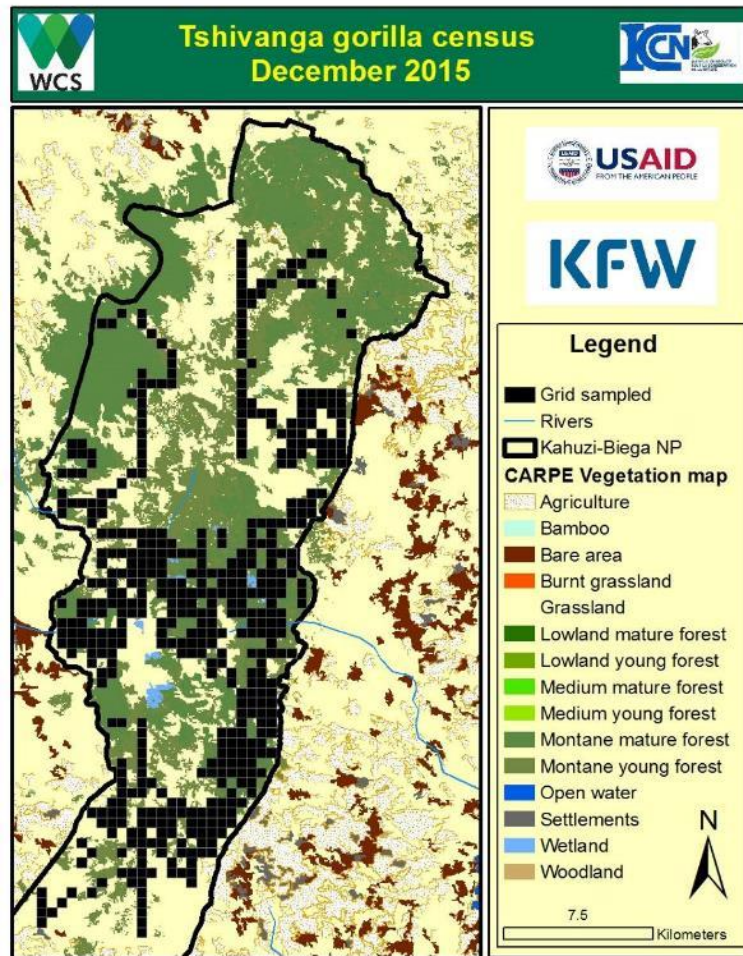 Tshivanga gorilla census
December 2015
WCS
ICCN
USAID
FROM THE AMERICAN PEOPLE
KFW
Legend
Grid sampled
Rivers
Kahuzi-Biega NP
CARPE Vegetation map
Agriculture
Bamboo
Bare area
Burnt grassland
Grassland
Lowland mature forest
Lowland young forest
Medium mature forest
Medium young forest
Montane mature forest
Montane young forest
Open water
Settlements
Wetland
Woodland
N
7.5
Kilometers